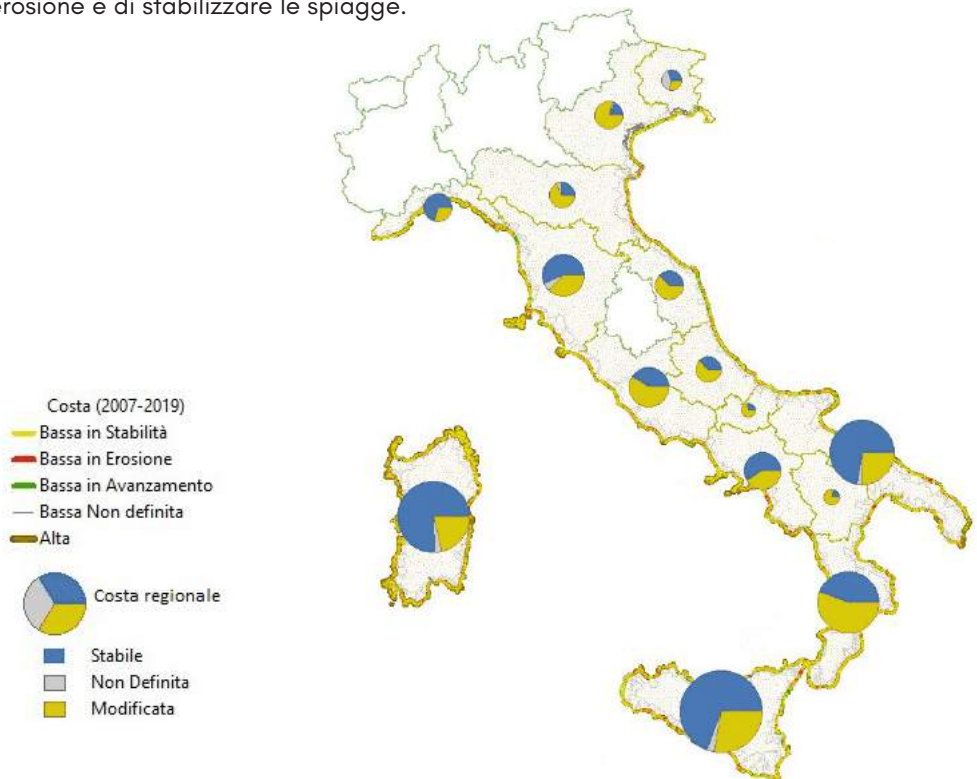 erosione e di stabilizzare le spiagge.
Costa (2007-2019)
Bassa in Stabilità
Bassa in Erosione
Bassa in Avanzamento
Bassa Non definita
Alta
Costa regionale
Stabile
Non Definita
Modificata